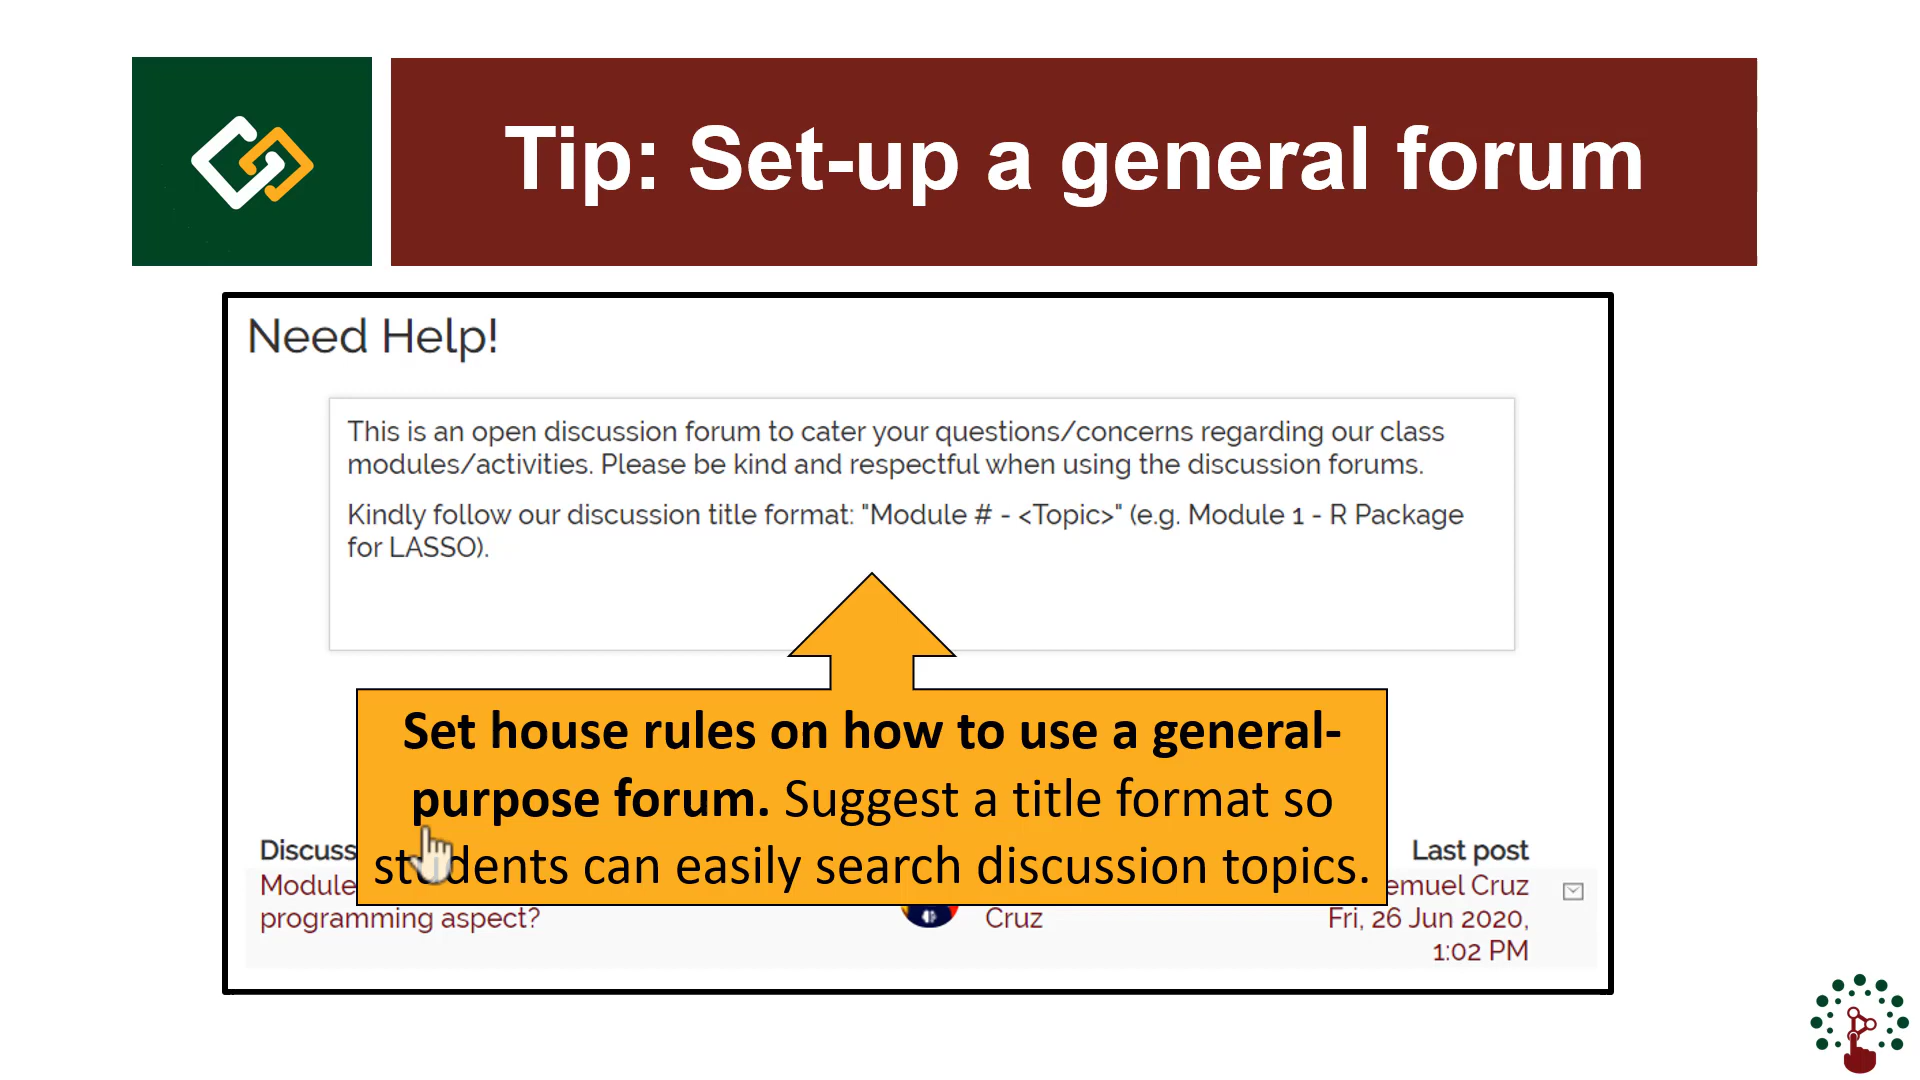 Tip: Set-up a general forum
Need Help!
This is an open discussion forum to cater your questions/concerns regarding our class
modules/activities. Please be kind and respectful when using the discussion forums.
Kindly follow our discussion title format: "Module # - <Topic>" (e.g. Module 1 - R Package
for LASSO).
Set house rules on how to use a general-
purpose forum. Suggest a title format so
students can easily search discussion topics.
Discuss
Last post
Module
emuel Cruz
programming aspect?
Cruz
Fri, 26 Jun 2020,
1:02 PM